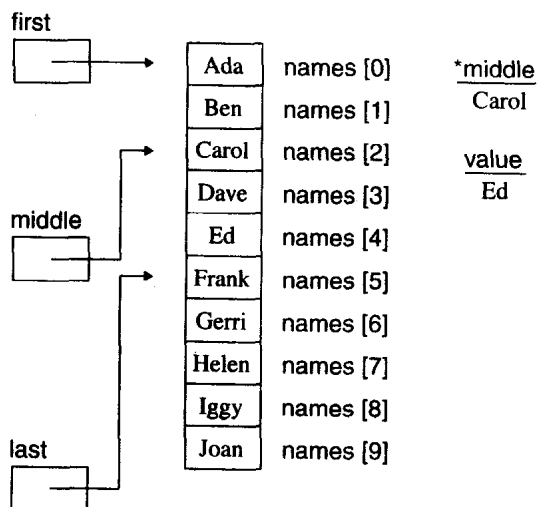 first
Ada names [0]
Ben names [1]
Carol names [2]
Dave names [3]
Ed names [4]
Frank names [5]
Gerri names [6]
Helen names [7]
Iggy names [8]
Joan names [9]
middle
last
*middle
Carol
value
Ed